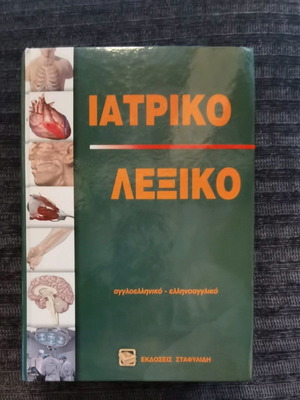 ΙΑΤΡΙΚΟ
ΛΕΞΙΚΟ
αγγλοελληνικό - ελληνοαγγλικό
ΕΚΔΟΣΕΙΣ ΣΤΑΦΥΛΙΔΗ